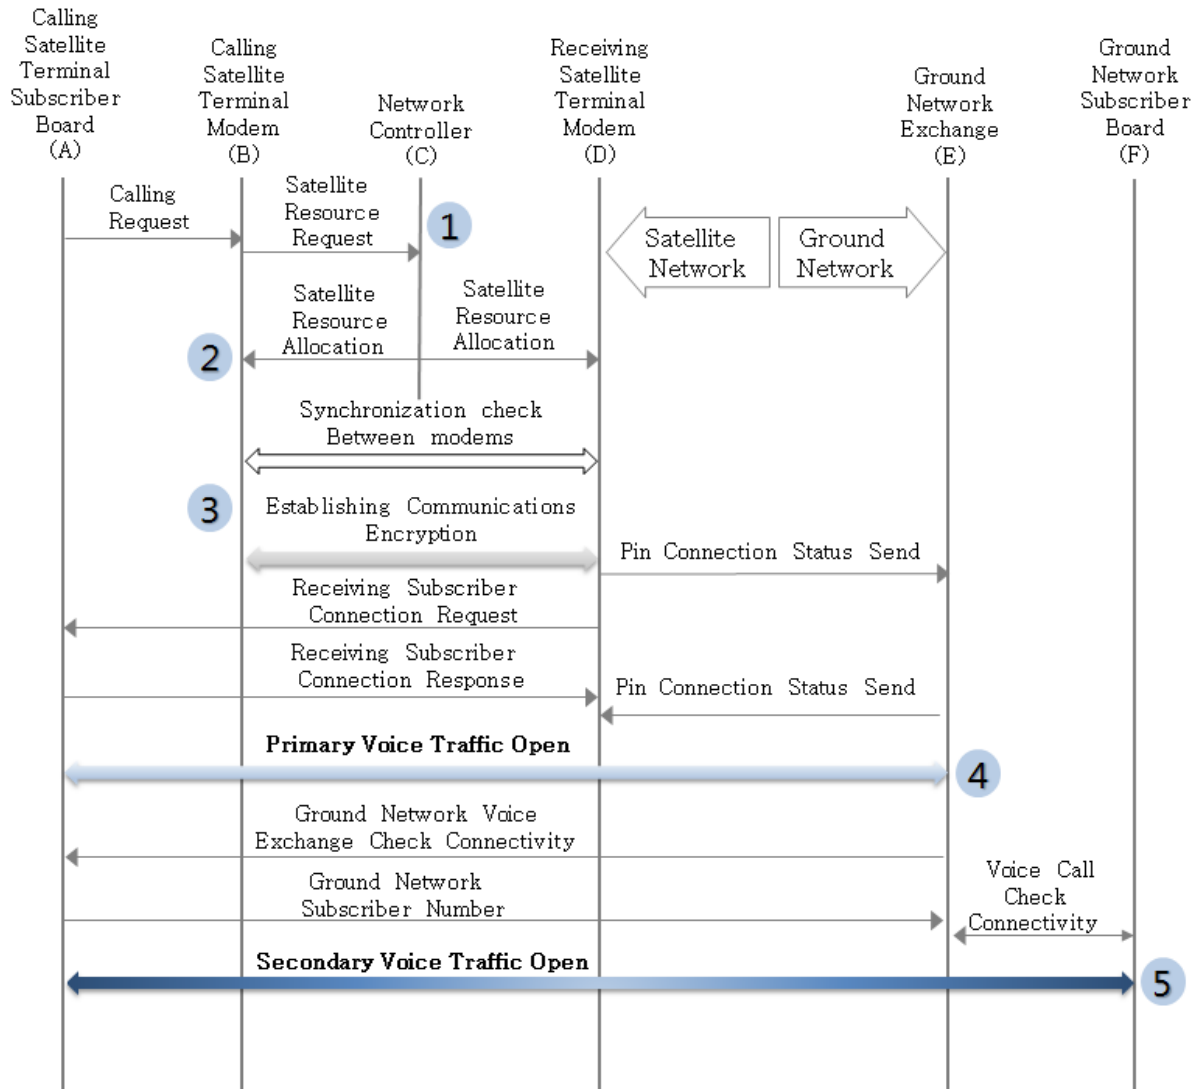 Calling
Satellite
Terminal
Subscriber
Board
(A)
Calling
Satellite
Terminal
Modem
(B)
Network
Controller
(C)
Receiving
Satellite
Terminal
Modem
(D)
Ground
Network
Exchange
(E)
Ground
Network
Subscriber
Board
(F)
Calling
Request
Satellite
Resource
Request
1
Satellite
Network
Ground
Network
Satellite
Resource
Allocation
Satellite
Resource
Allocation
2
Synchronization check
Between modems
3
Establishing Communications
Encryption
Pin Connection Status Send
Receiving Subscriber
Connection Request
Receiving Subscriber
Connection Response
Pin Connection Status Send
Primary Voice Traffic Open
4
Ground Network Voice
Exchange Check Connectivity
Ground Network
Subscriber Number
Voice Call
Check
Connectivity
Secondary Voice Traffic Open
5